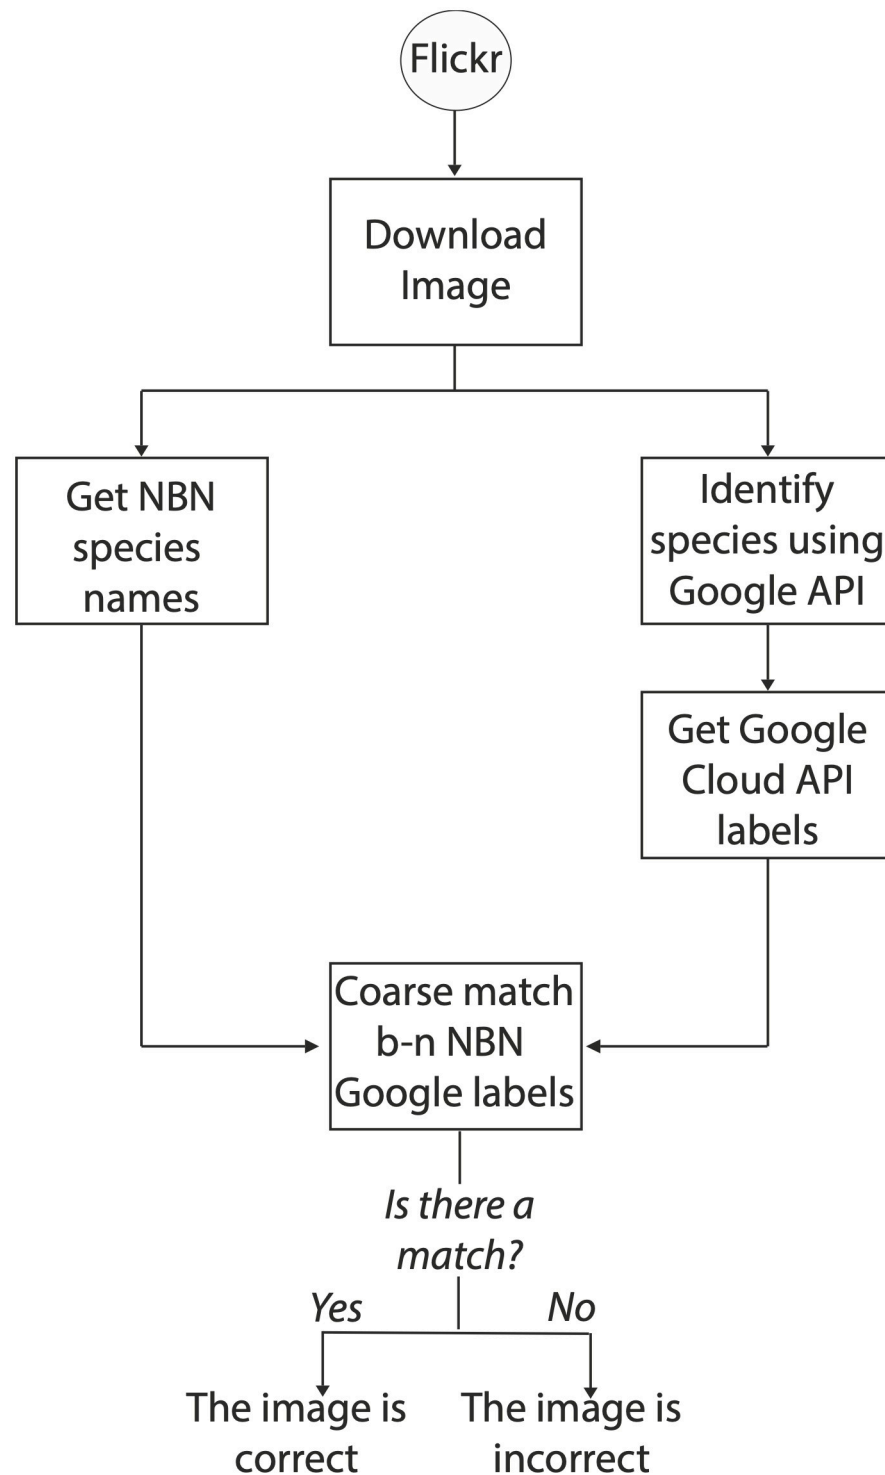 Flickr
Download
Image
Get NBN
species
names
Identify
species using
Google API
Get Google
Cloud API
labels
Coarse match
b-n NBN
Google labels
Is there a
match?
Yes
No
The image is
correct
The image is
incorrect